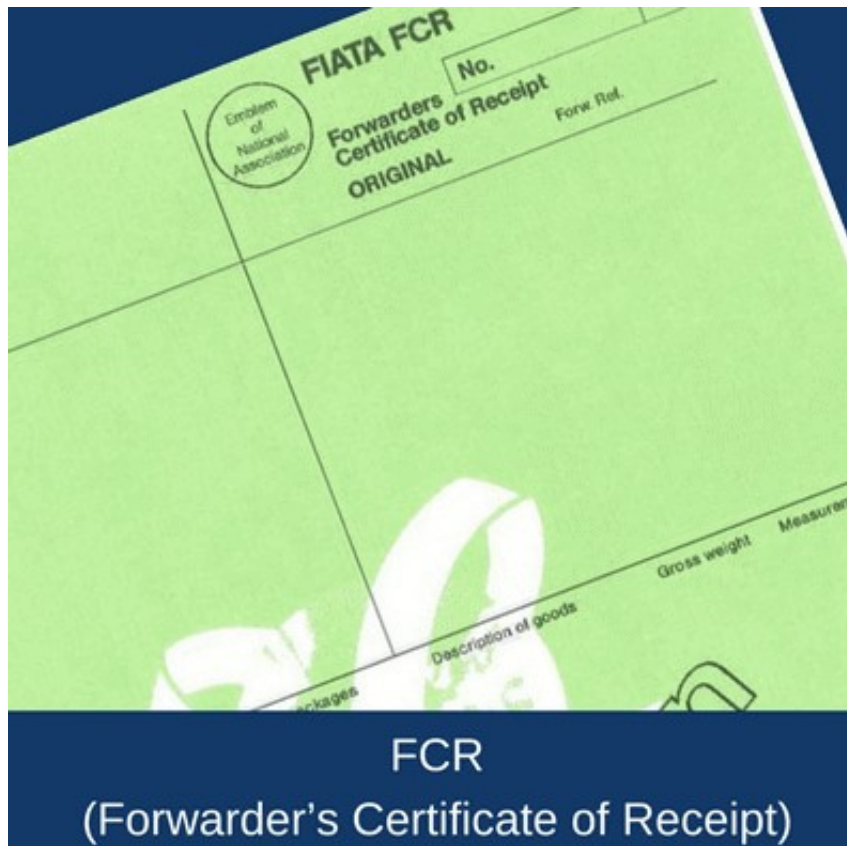 FIATA FCR
No.
Emblem
of
National
Association
Forwarders
Certificate of Receipt
ORIGINAL
Forw. Ref.
Description of goods
Gross weight
FCR
(Forwarder’s Certificate of Receipt)